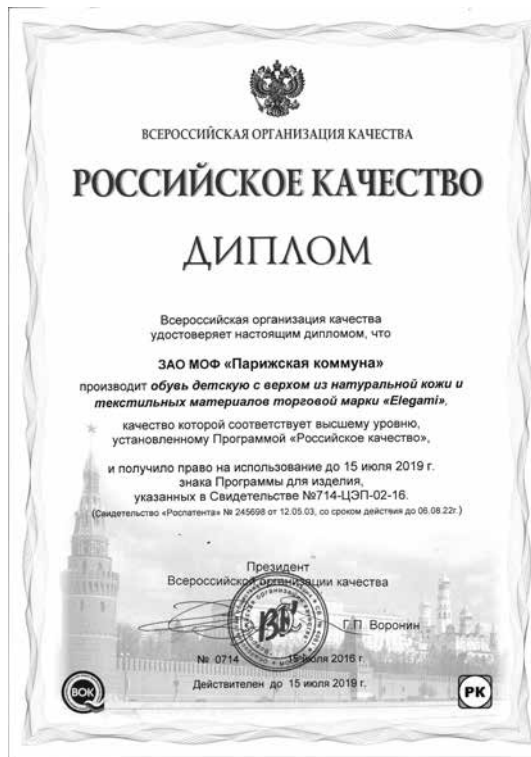 ВСЕРОССИЙСКАЯ ОРГАНИЗАЦИЯ КАЧЕСТВА
РОССИЙСКОЕ КАЧЕСТВО
ДИПЛОМ
Всероссийская организация качества
удостоверяет настоящим дипломом, что
ЗАО МОФ «Парижская коммуна»
производит обувь детскую с верхом из натуральной кожи и
текстильных материалов торговой марки «Elegami»,
качество которой соответствует высшему уровню,
установленному Программой «Российское качество»,
и получило право на использование до 15 июля 2019 г.
знака Программы для изделия,
указанных в Свидетельстве №714-ЦЭП-02-16.
(Свидетельство «Роспатента» № 245698 от 12.05.03, со сроком действия до 06.08.22г.)
Президент
Всероссийской организации качества
Г.П. Воронин
№ 0714 15 июля 2016 г.
Действителен до 15 июля 2019 г.
ВОК
РК